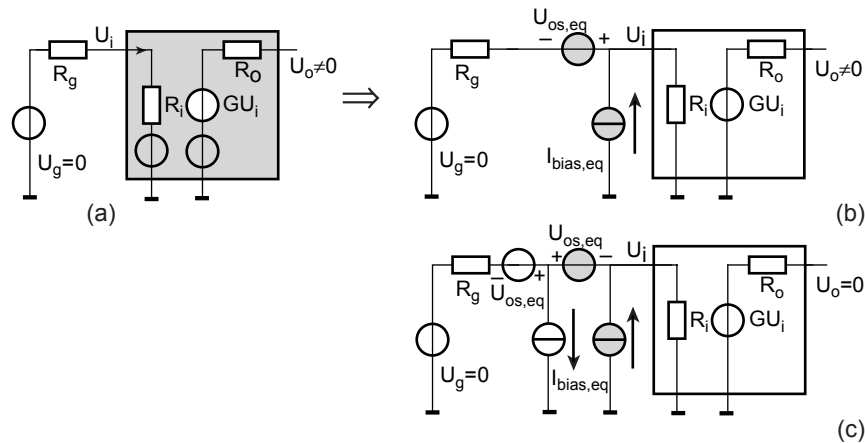 U_i
R_g
R_o
U_o≠0
R_i
GU_i
U_g=0
(a)
⇒
U_os,eq
−
+
U_i
R_g
R_o
U_o≠0
R_i
GU_i
U_g=0
I_bias,eq
(b)
U_os,eq
+
−
U_i
R_g
−
+
U_os,eq
R_o
U_o=0
R_i
GU_i
U_g=0
I_bias,eq
(c)